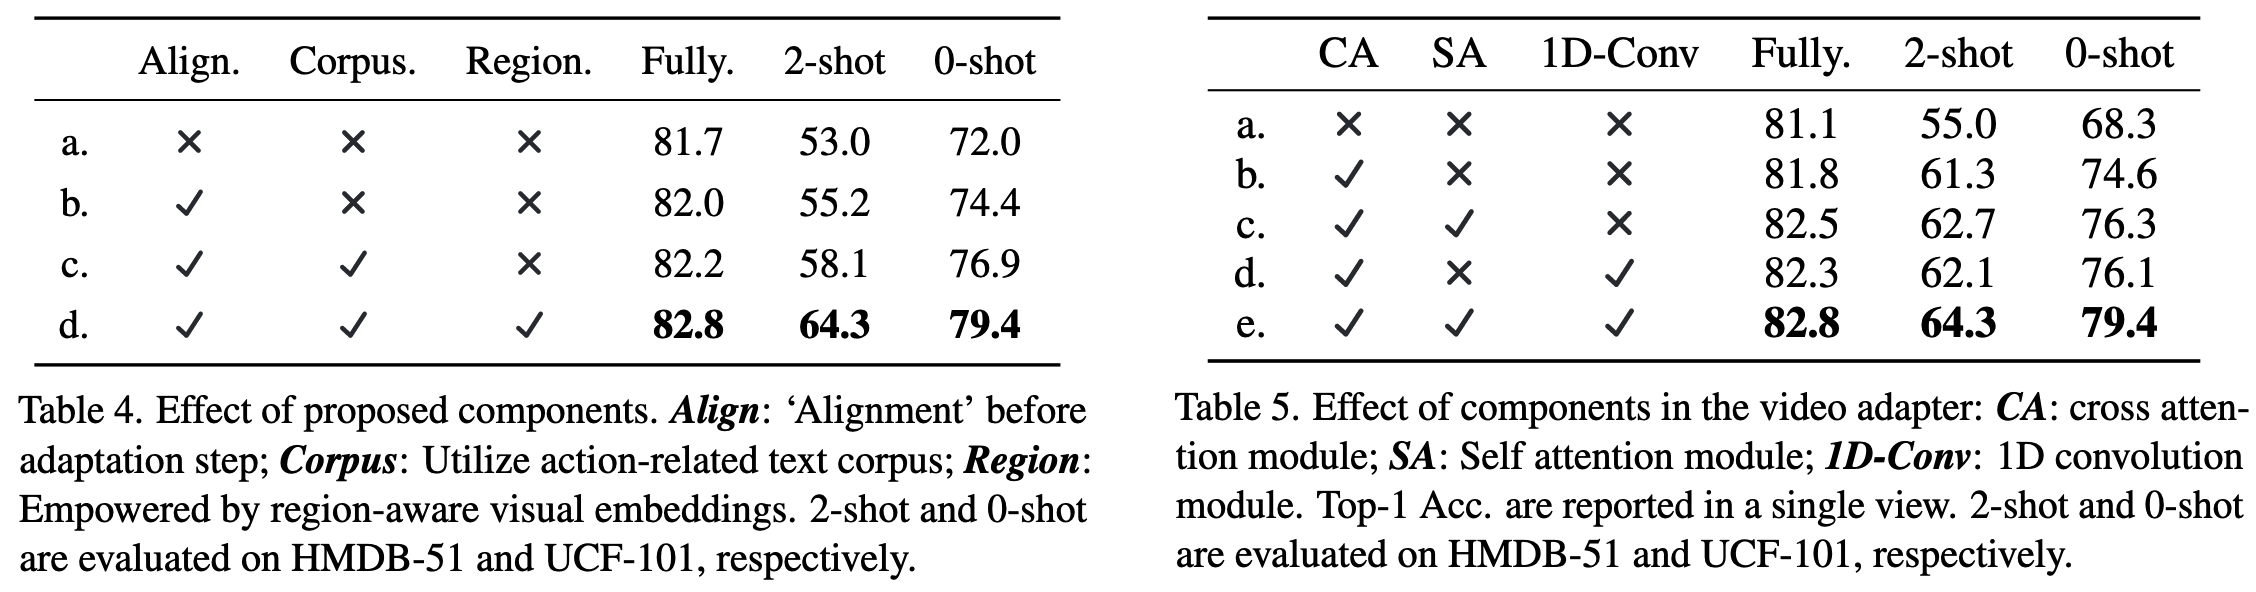 Align. Corpus. Region. Fully. 2-shot 0-shot
a. ✕ ✕ ✕ 81.7 53.0 72.0
b. ✓ ✕ ✕ 82.0 55.2 74.4
c. ✓ ✓ ✕ 82.2 58.1 76.9
d. ✓ ✓ ✓ 82.8 64.3 79.4
Table 4. Effect of proposed components. Align: ‘Alignment’ before
adaptation step; Corpus: Utilize action-related text corpus; Region:
Empowered by region-aware visual embeddings. 2-shot and 0-shot
are evaluated on HMDB-51 and UCF-101, respectively.
CA SA 1D-Conv Fully. 2-shot 0-shot
a. ✕ ✕ ✕ 81.1 55.0 68.3
b. ✓ ✕ ✕ 81.8 61.3 74.6
c. ✓ ✓ ✕ 82.5 62.7 76.3
d. ✓ ✕ ✓ 82.3 62.1 76.1
e. ✓ ✓ ✓ 82.8 64.3 79.4
Table 5. Effect of components in the video adapter: CA: cross atten-
tion module; SA: Self attention module; 1D-Conv: 1D convolution
module. Top-1 Acc. are reported in a single view. 2-shot and 0-shot
are evaluated on HMDB-51 and UCF-101, respectively.